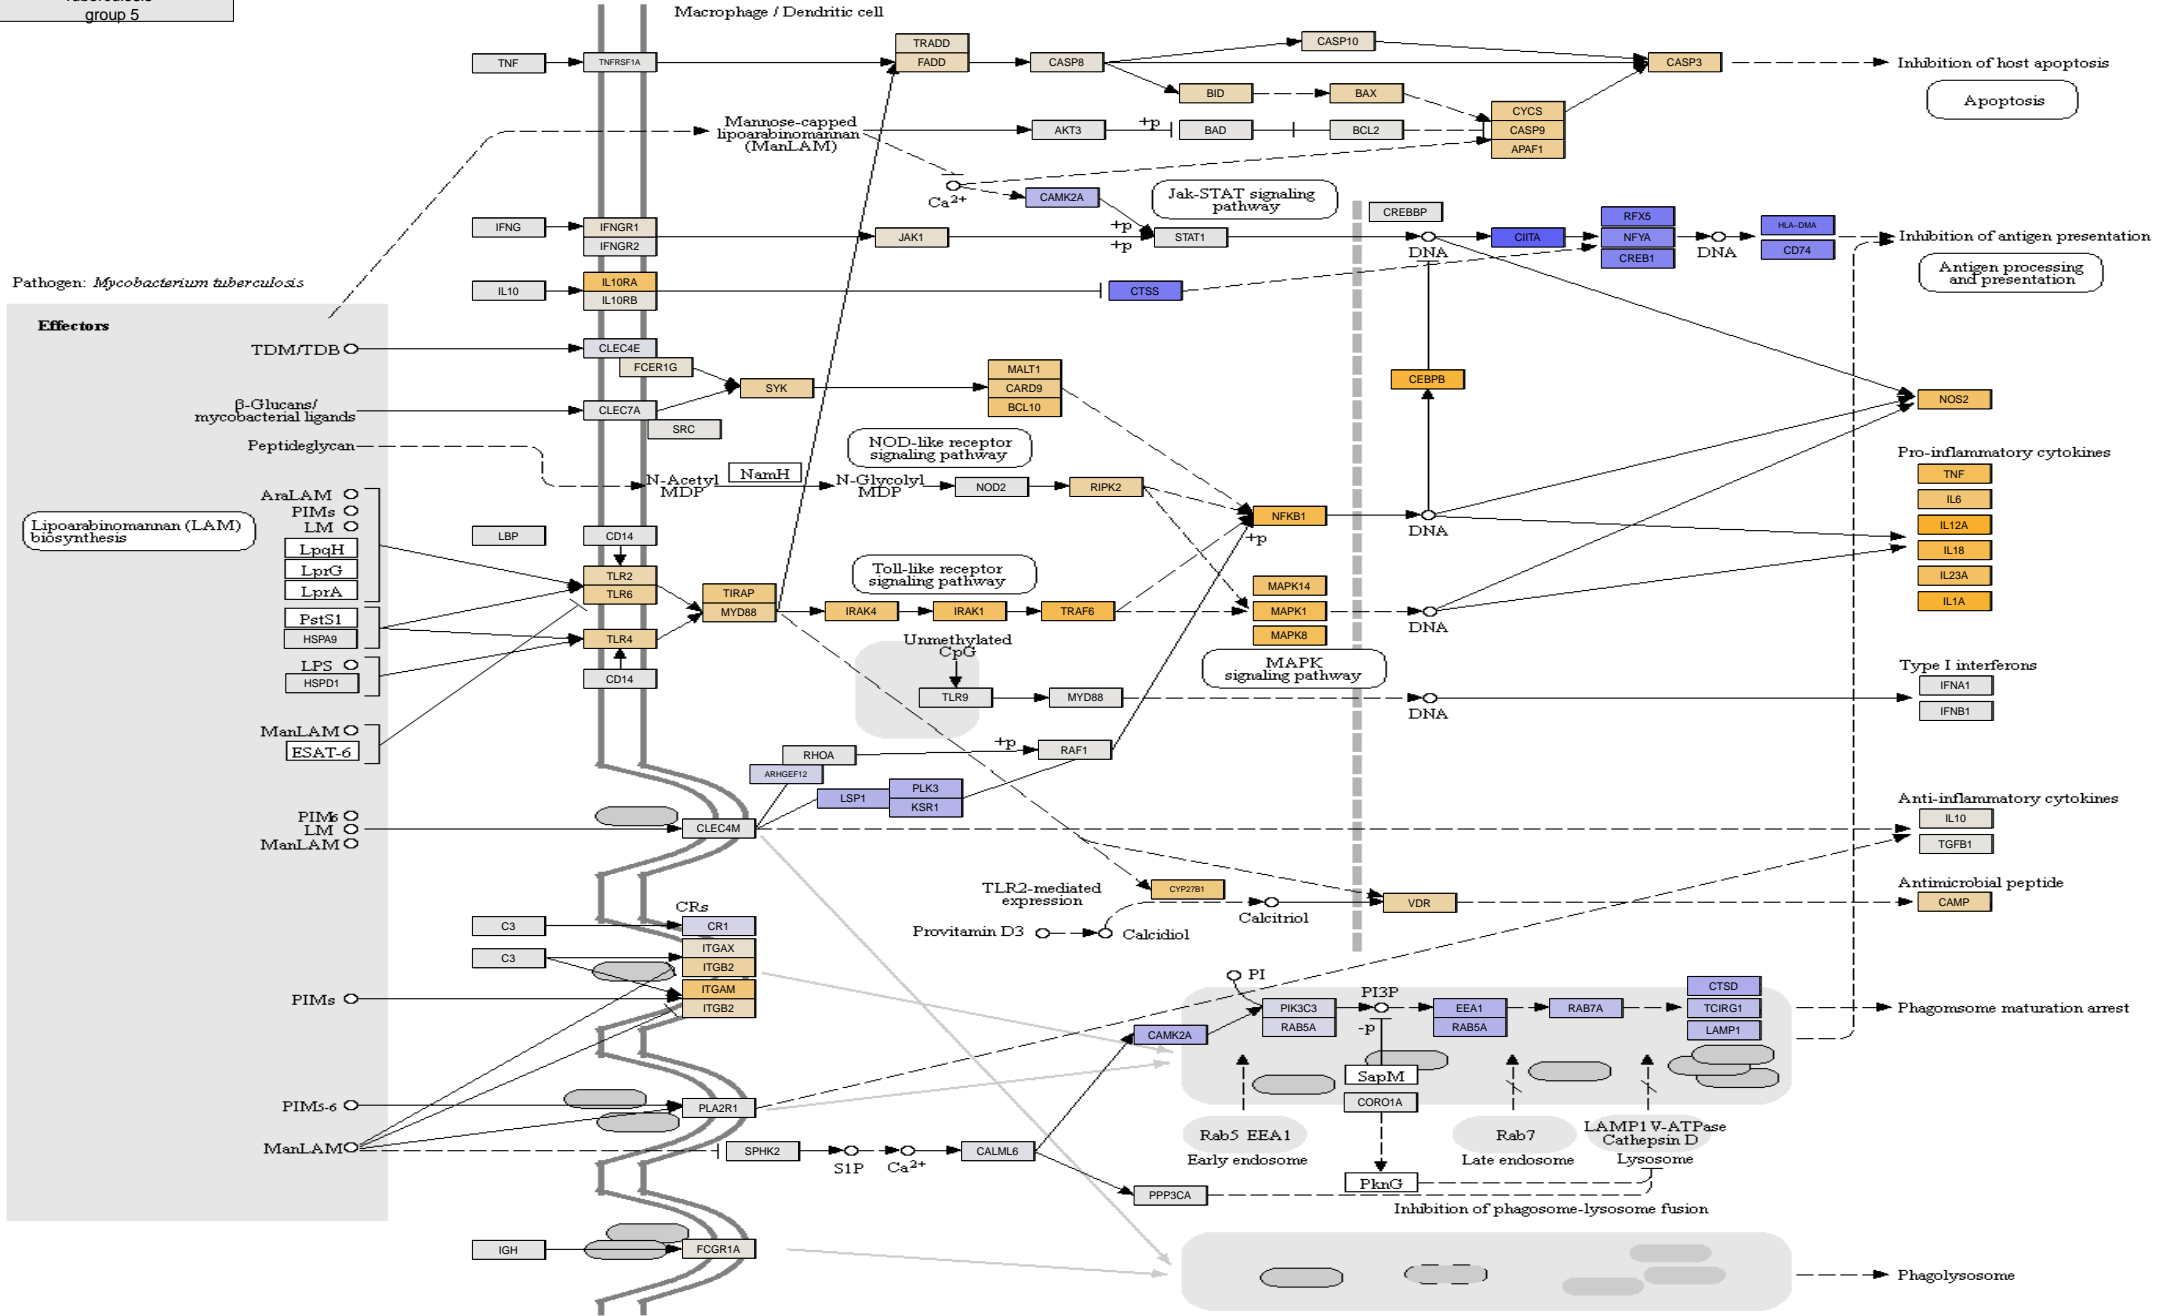 group 5
Macrophage / Dendritic cell
TNF
TNFRSF1A
TRADD
FADD
CASP8
CASP10
CASP3
Inhibition of host apoptosis
Apoptosis
BID
BAX
CYCS
CASP9
APAF1
Mannose-capped
lipoarabinomannan
(ManLAM)
AKT3
+p
BAD
BCL2
Ca2+
CAMK2A
Jak-STAT signaling
pathway
IFNG
IFNGR1
IFNGR2
JAK1
+p
+p
STAT1
CREBBP
DNA
CIITA
RFX5
NFYA
CREB1
DNA
HLA-DMA
CD74
Inhibition of antigen presentation
Antigen processing
and presentation
Pathogen: Mycobacterium tuberculosis
IL10
IL10RA
IL10RB
CTSS
Effectors
TDM/TDB
CLEC4E
FCER1G
SYK
MALT1
CARD9
BCL10
CEBPB
NOS2
β-Glucans/
mycobacterial ligands
CLEC7A
SRC
Peptideglycan
N-Acetyl
MDP
NamH
N-Glycolyl
MDP
NOD-like receptor
signaling pathway
NOD2
RIPK2
NFKB1
+p
DNA
Pro-inflammatory cytokines
TNF
IL6
IL12A
IL18
IL23A
IL1A
AraLAM
PIMs
LM
LpqH
LprG
LprA
PstS1
HSPA9
LPS
HSPD1
ManLAM
ESAT-6
Lipoarabinomannan (LAM)
biosynthesis
LBP
CD14
TLR2
TLR6
TLR4
CD14
TIRAP
MYD88
Toll-like receptor
signaling pathway
IRAK4
IRAK1
TRAF6
MAPK14
MAPK1
MAPK8
DNA
MAPK
signaling pathway
Unmethylated
CpG
TLR9
MYD88
DNA
Type I interferons
IFNA1
IFNB1
RHOA
ARHGEF12
+p
RAF1
LSP1
PLK3
KSR1
LM
ManLAM
CLEC4M
Anti-inflammatory cytokines
IL10
TGFB1
TLR2-mediated
expression
CYP27B1
Calcitriol
Provitamin D3
Calcidiol
VDR
Antimicrobial peptide
CAMP
CRs
C3
CR1
C3
ITGAX
ITGB2
PIMs
ITGAM
ITGB2
PI
PIK3C3
RAB5A
PI3P
-p
EEA1
RAB5A
RAB7A
CTSD
TCIRG1
LAMP1
Phagomsome maturation arrest
CAMK2A
SapM
CORO1A
PknG
Rab5 EEA1
Early endosome
Rab7
Late endosome
LAMP1 V-ATPase
Cathepsin D
Lysosome
Inhibition of phagosome-lysosome fusion
PIM5-6
PLA2R1
ManLAM
SPHK2
S1P
Ca2+
CALML6
PPP3CA
IGH
FCGR1A
Phagolysosome